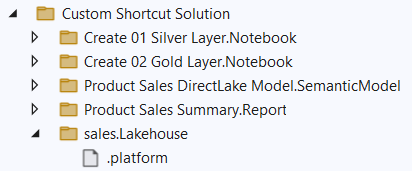 Custom Shortcut Solution
Create 01 Silver Layer.Notebook
Create 02 Gold Layer.Notebook
Product Sales DirectLake Model.SemanticModel
Product Sales Summary.Report
sales.Lakehouse
.platform